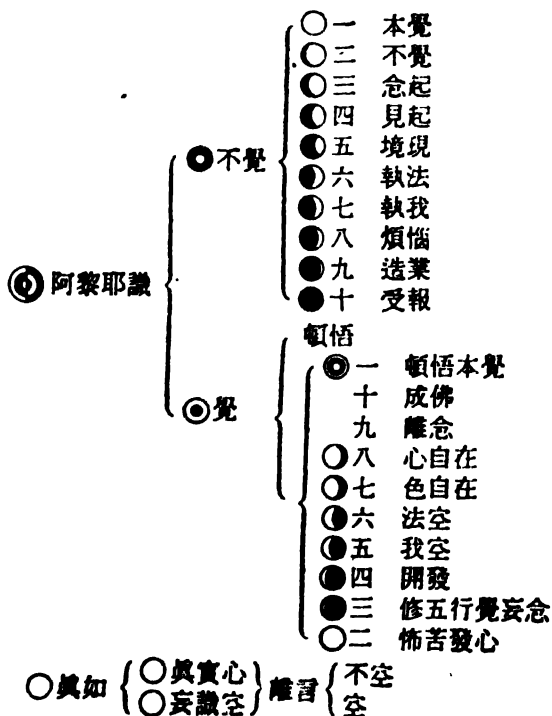 一 本覺
二 不覺
三 念起
四 見起
五 境現
六 執法
七 執我
八 煩惱
九 造業
十 受報
不覺
阿黎耶識
覺
頓悟
一 頓悟本覺
十 成佛
九 離念
八 心自在
七 色自在
六 法空
五 我空
四 開發
三 修五行覺妄念
二 怖苦發心
眞如
眞實心
妄識空
離言
不空
空